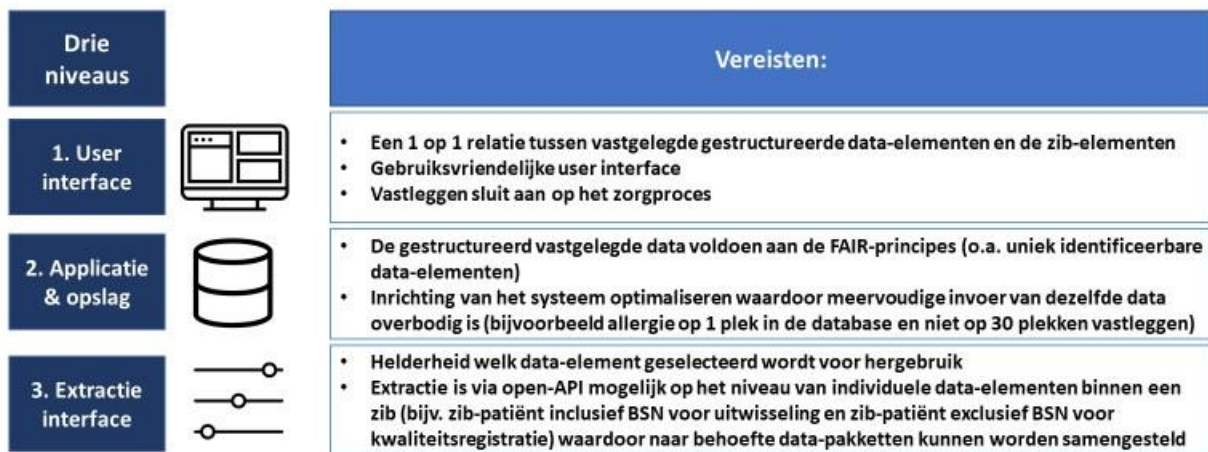 Drie
niveaus
Vereisten:
1. User
interface
• Een 1 op 1 relatie tussen vastgelegde gestructureerde data-elementen en de zib-elementen
• Gebruiksvriendelijke user interface
• Vastleggen sluit aan op het zorgproces
2. Applicatie
& opslag
• De gestructureerd vastgelegde data voldoen aan de FAIR-principes (o.a. uniek identificeerbare
data-elementen)
• Inrichting van het systeem optimaliseren waardoor meervoudige invoer van dezelfde data
overbodig is (bijvoorbeeld allergie op 1 plek in de database en niet op 30 plekken vastleggen)
3. Extractie
interface
• Helderheid welk data-element geselecteerd wordt voor hergebruik
• Extractie is via open-API mogelijk op het niveau van individuele data-elementen binnen een
zib (bijv. zib-patiënt inclusief BSN voor uitwisseling en zib-patiënt exclusief BSN voor
kwaliteitsregistratie) waardoor naar behoefte data-pakketten kunnen worden samengesteld